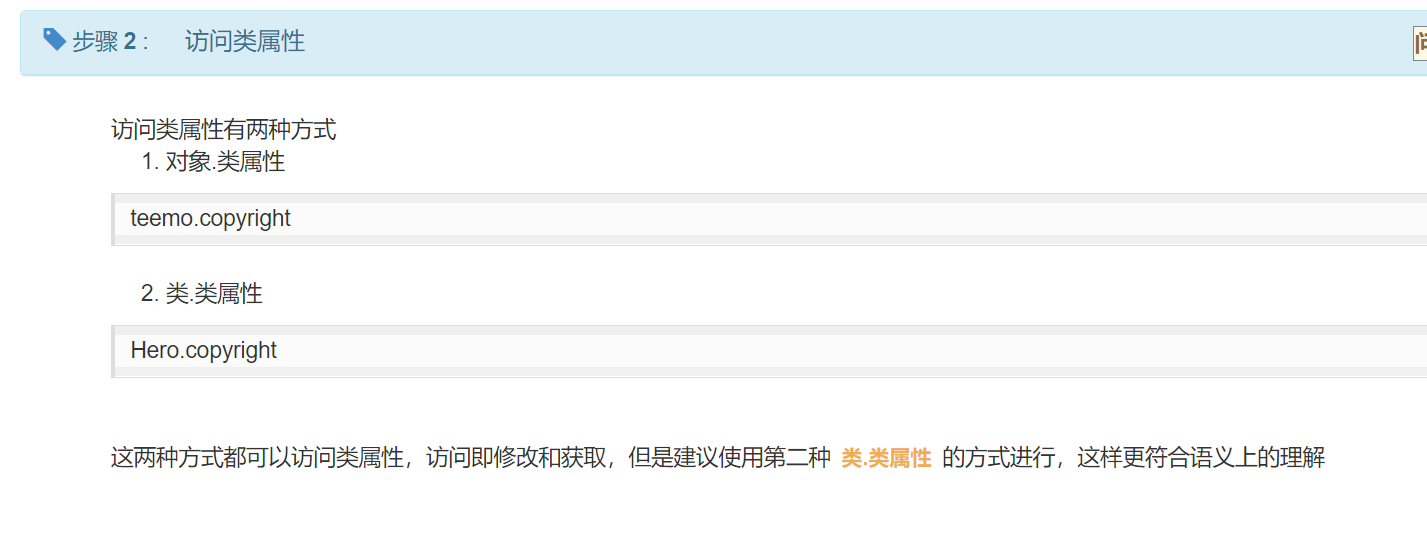 步骤 2 : 访问类属性
访问类属性有两种方式
1. 对象.类属性
teemo.copyright
2. 类.类属性
Hero.copyright
这两种方式都可以访问类属性，访问即修改和获取，但是建议使用第二种 类.类属性 的方式进行，这样更符合语义上的理解